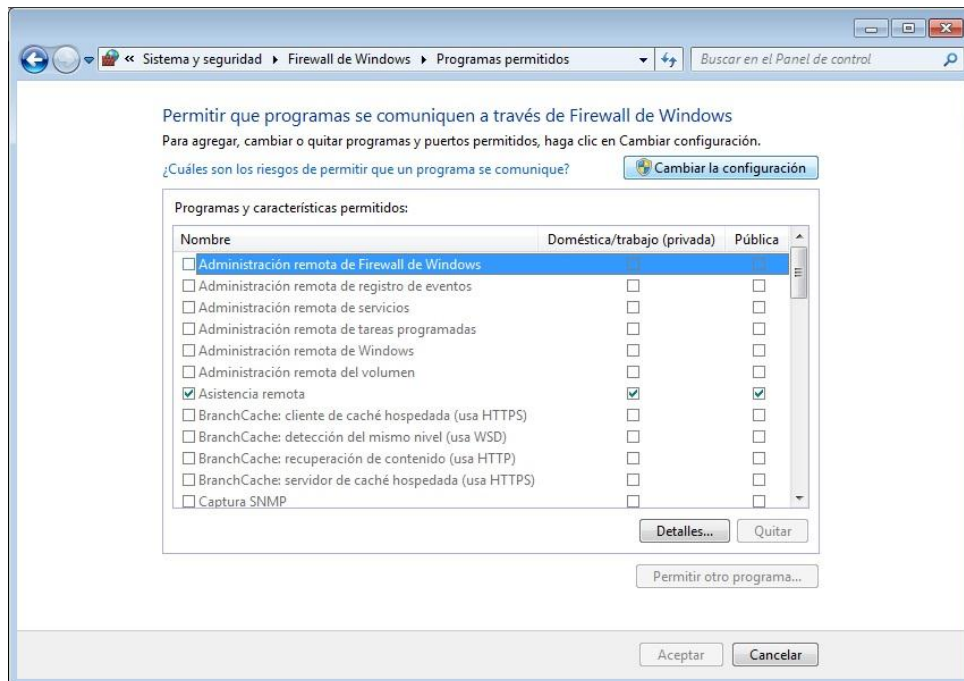 « Sistema y seguridad Firewall de Windows Programas permitidos Buscar en el Panel de control
Permitir que programas se comuniquen a través de Firewall de Windows
Para agregar, cambiar o quitar programas y puertos permitidos, haga clic en Cambiar configuración.
¿Cuáles son los riesgos de permitir que un programa se comunique? Cambiar la configuración
Programas y características permitidos:
Nombre Doméstica/trabajo (privada) Pública
Administración remota de Firewall de Windows
Administración remota de registro de eventos
Administración remota de servicios
Administración remota de tareas programadas
Administración remota de Windows
Administración remota del volumen
Asistencia remota
BranchCache: cliente de caché hospedada (usa HTTPS)
BranchCache: detección del mismo nivel (usa WSD)
BranchCache: recuperación de contenido (usa HTTP)
BranchCache: servidor de caché hospedada (usa HTTPS)
Captura SNMP
Detalles... Quitar
Permitir otro programa...
Aceptar Cancelar